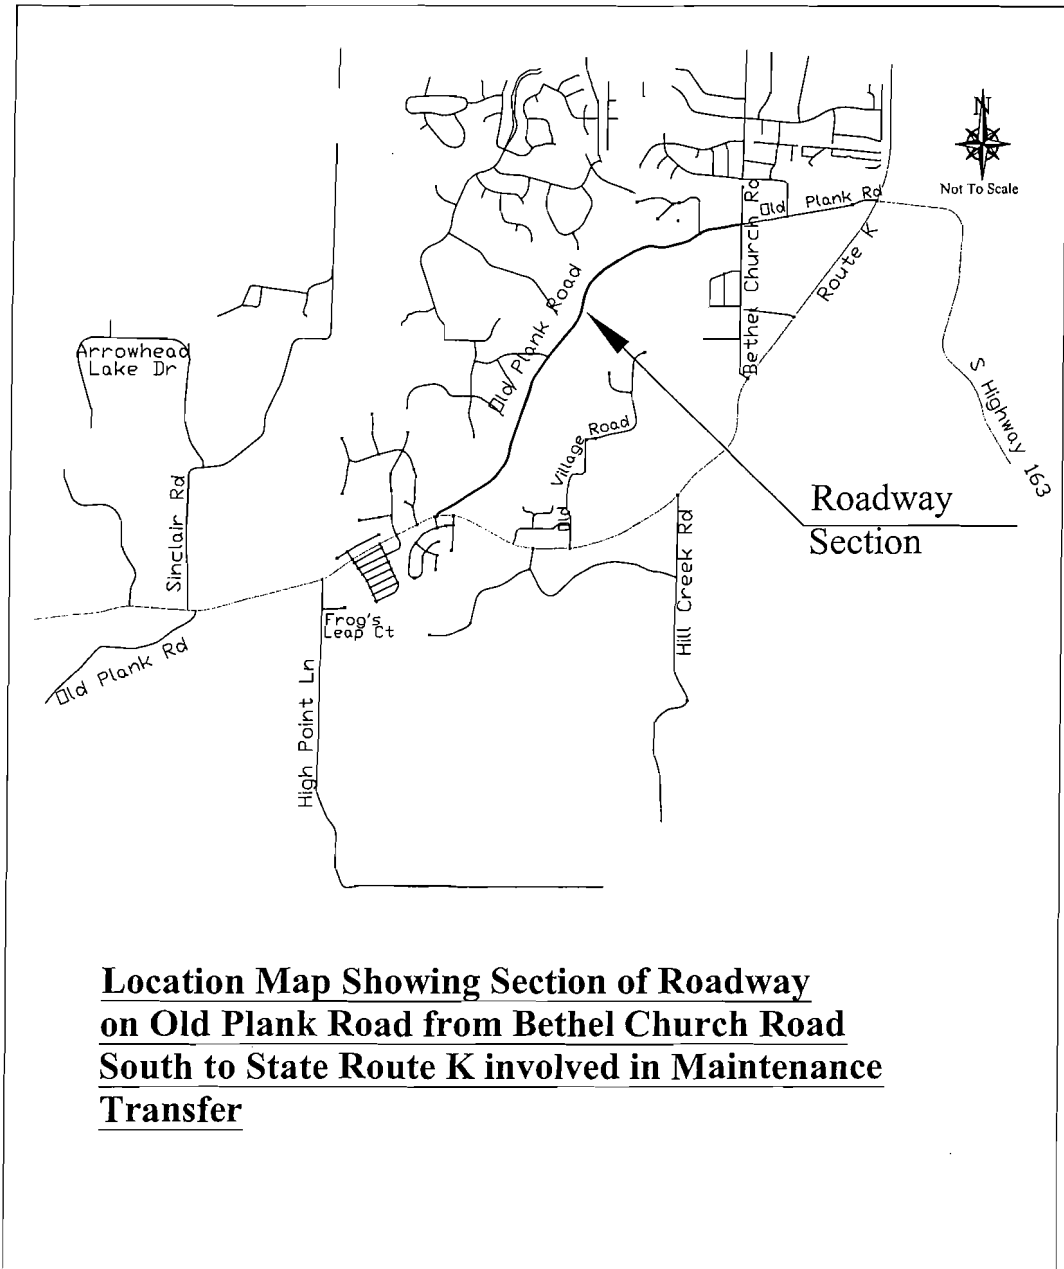 N
Not To Scale
Old Plank Rd
Bethel Church Rd
Route K
Old Plank Road
S Highway 163
Arrowhead
Lake Dr
Old Village Road
Sinclair Rd
Roadway
Section
Hill Creek Rd
Frog's
Leap Ct
Old Plank Rd
High Point Ln
Location Map Showing Section of Roadway
on Old Plank Road from Bethel Church Road
South to State Route K involved in Maintenance
Transfer